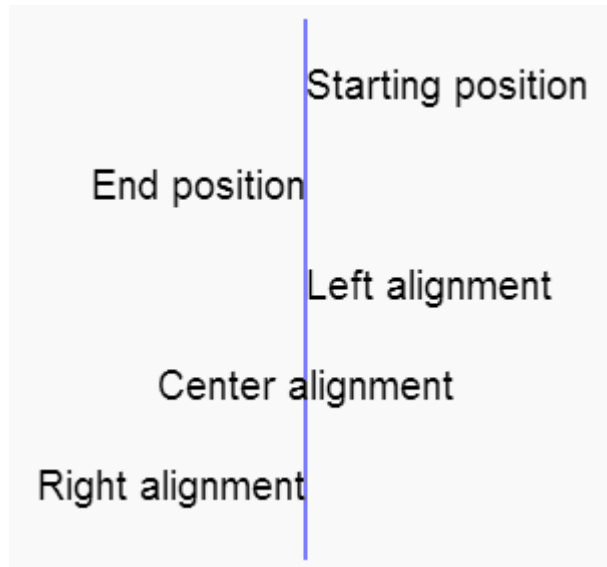 Starting position
End position
Left alignment
Center alignment
Right alignment